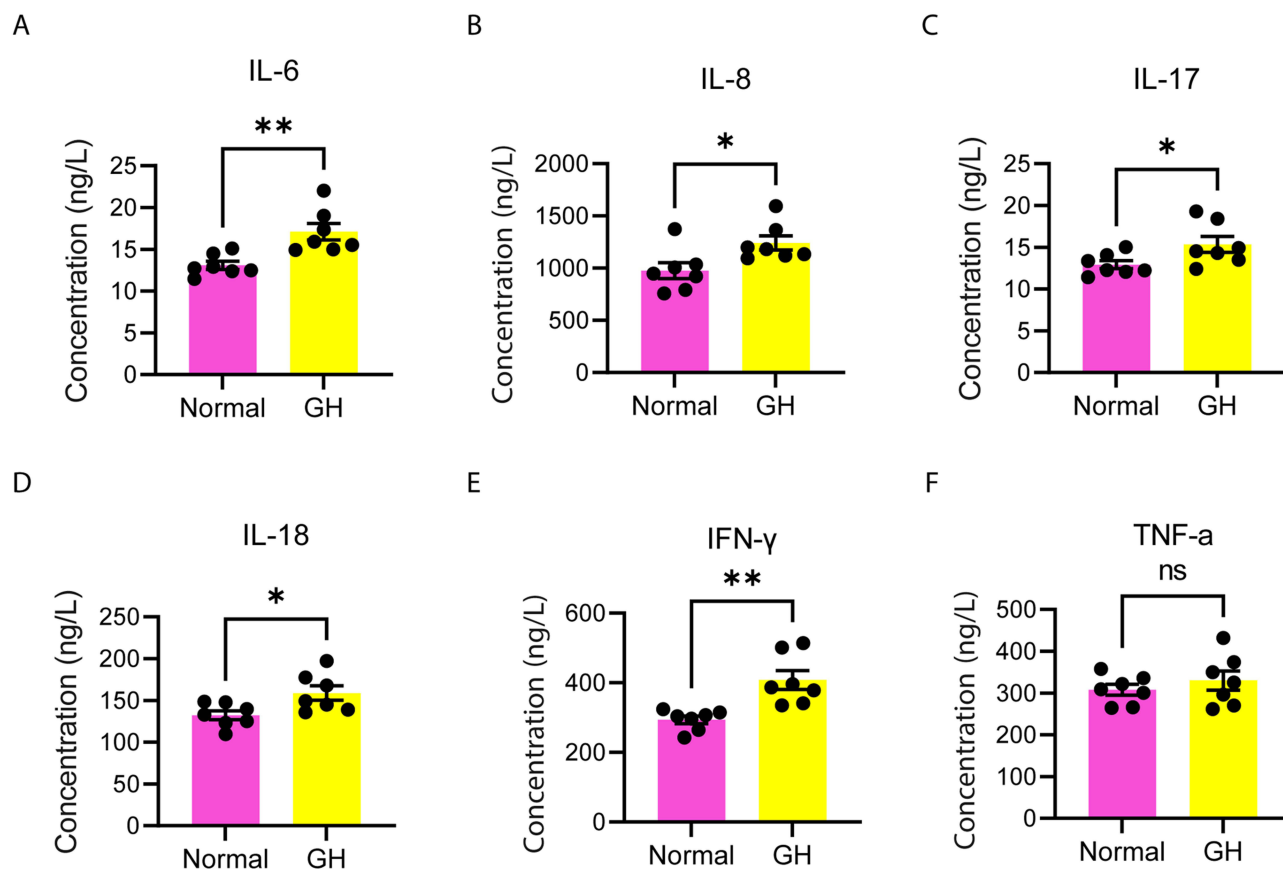 A
IL-6
**
Concentration (ng/L)
25
20
15
10
5
0
Normal GH
B
IL-8
*
Concentration (ng/L)
2000
1500
1000
500
0
Normal GH
C
IL-17
*
Concentration (ng/L)
25
20
15
10
5
0
Normal GH
D
IL-18
*
Concentration (ng/L)
250
200
150
100
50
0
Normal GH
E
IFN-γ
**
Concentration (ng/L)
600
400
200
0
Normal GH
F
TNF-a
ns
Concentration (ng/L)
500
400
300
200
100
0
Normal GH